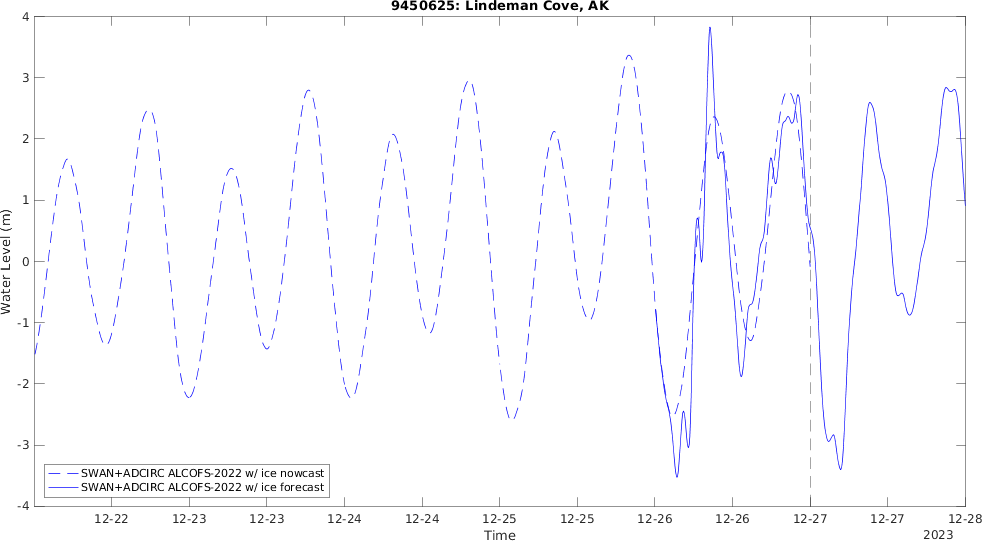 9450625: Lindeman Cove, AK
4
3
2
1
0
-1
-2
-3
-4
Water Level (m)
SWAN+ADCIRC ALCOFS-2022 w/ ice nowcast
SWAN+ADCIRC ALCOFS-2022 w/ ice forecast
12-22 12-23 12-23 12-24 12-24 12-25 12-25 12-26 12-26 12-27 12-27 12-28
Time
2023